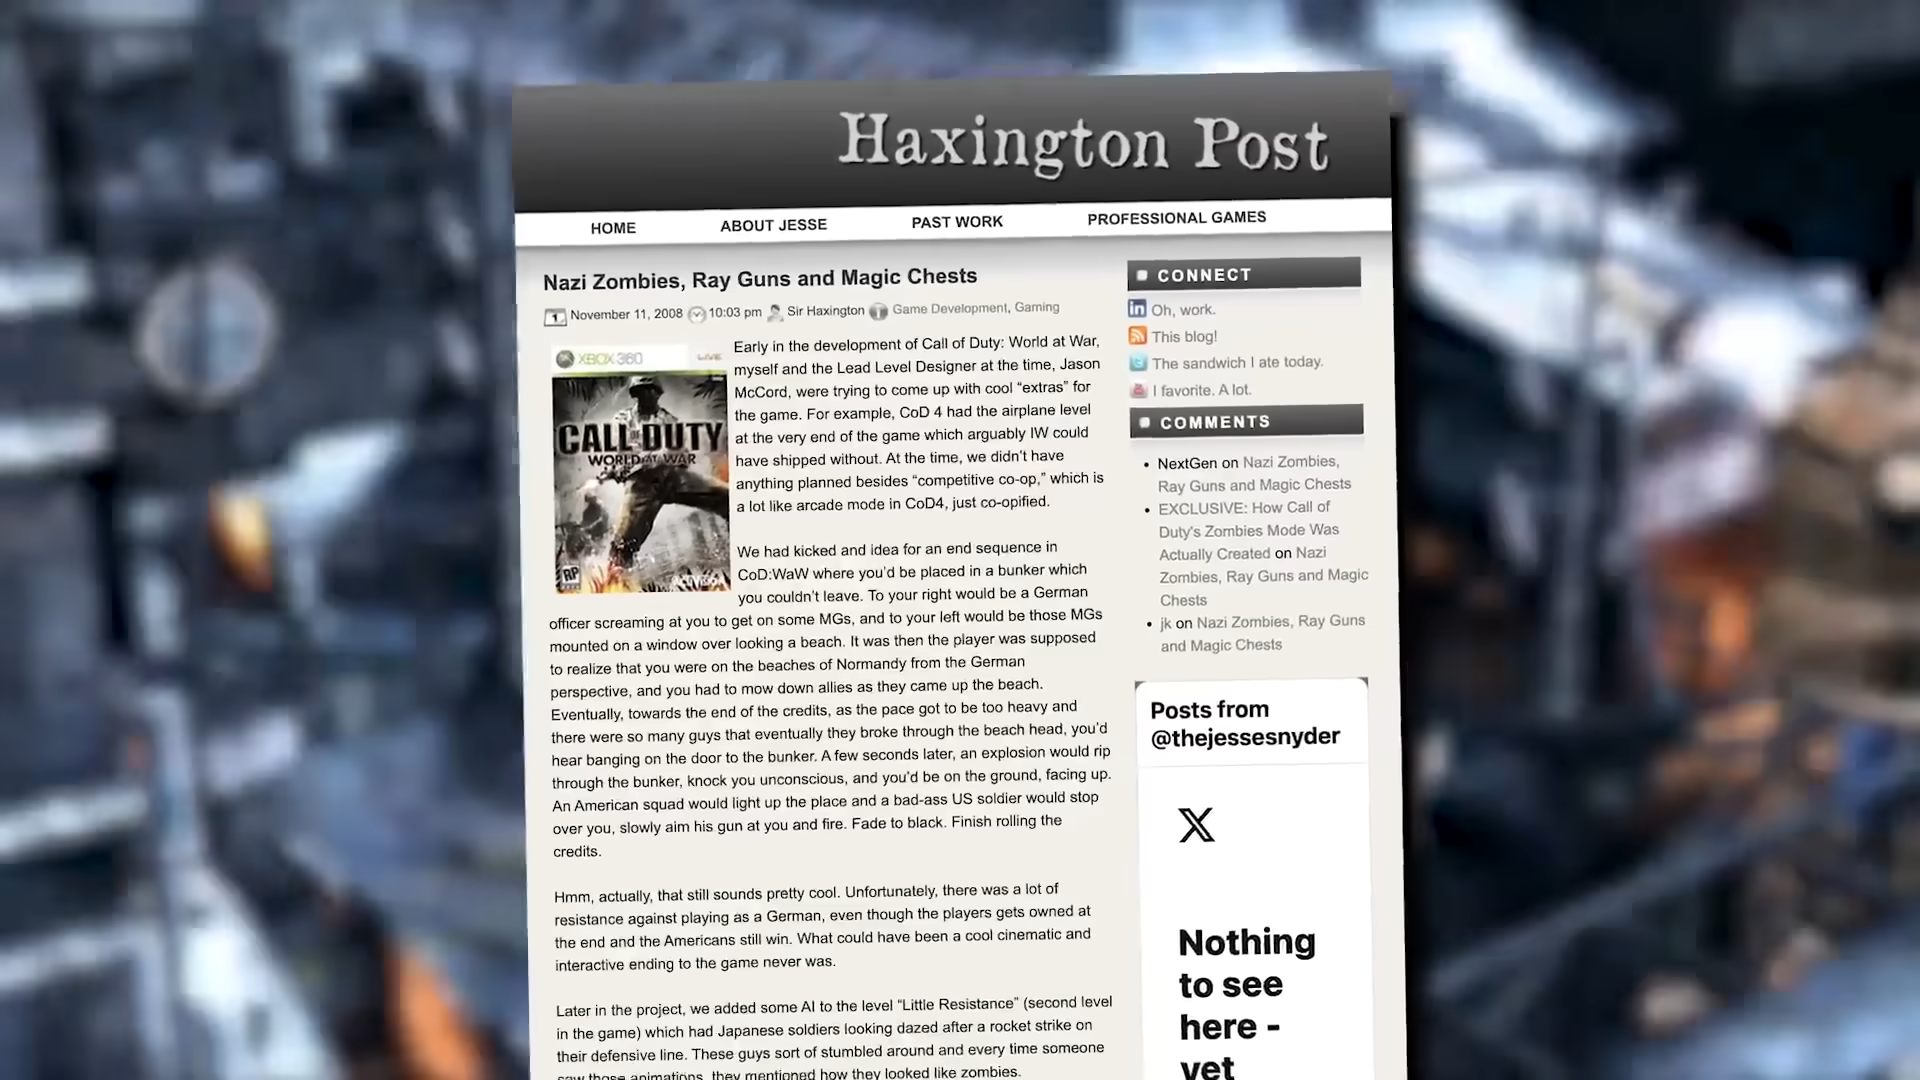 Haxington Post
HOME ABOUT JESSE PAST WORK PROFESSIONAL GAMES
Nazi Zombies, Ray Guns and Magic Chests
1 November 11, 2008 10:03 pm Sir Haxington Game Development, Gaming
XBOX 360 LIVE
CALL OF DUTY
WORLD AT WAR
RP
ACTIVISION
Early in the development of Call of Duty: World at War,
myself and the Lead Level Designer at the time, Jason
McCord, were trying to come up with cool “extras” for
the game. For example, CoD 4 had the airplane level
at the very end of the game which arguably IW could
have shipped without. At the time, we didn’t have
anything planned besides “competitive co-op,” which is
a lot like arcade mode in CoD4, just co-opified.
We had kicked and idea for an end sequence in
CoD:WaW where you’d be placed in a bunker which
you couldn’t leave. To your right would be a German
officer screaming at you to get on some MGs, and to your left would be those MGs
mounted on a window over looking a beach. It was then the player was supposed
to realize that you were on the beaches of Normandy from the German
perspective, and you had to mow down allies as they came up the beach.
Eventually, towards the end of the credits, as the pace got to be too heavy and
there were so many guys that eventually they broke through the beach head, you’d
hear banging on the door to the bunker. A few seconds later, an explosion would rip
through the bunker, knock you unconscious, and you’d be on the ground, facing up.
An American squad would light up the place and a bad-ass US soldier would stop
over you, slowly aim his gun at you and fire. Fade to black. Finish rolling the
credits.
Hmm, actually, that still sounds pretty cool. Unfortunately, there was a lot of
resistance against playing as a German, even though the players gets owned at
the end and the Americans still win. What could have been a cool cinematic and
interactive ending to the game never was.
Later in the project, we added some AI to the level “Little Resistance” (second level
in the game) which had Japanese soldiers looking dazed after a rocket strike on
their defensive line. These guys sort of stumbled around and every time someone
saw those animations, they mentioned how they looked like zombies.
CONNECT
in Oh, work.
This blog!
The sandwich I ate today.
I favorite. A lot.
COMMENTS
• NextGen on Nazi Zombies,
Ray Guns and Magic Chests
• EXCLUSIVE: How Call of
Duty's Zombies Mode Was
Actually Created on Nazi
Zombies, Ray Guns and Magic
Chests
• jk on Nazi Zombies, Ray Guns
and Magic Chests
Posts from
@thejessesnyder
X
Nothing
to see
here -
yet